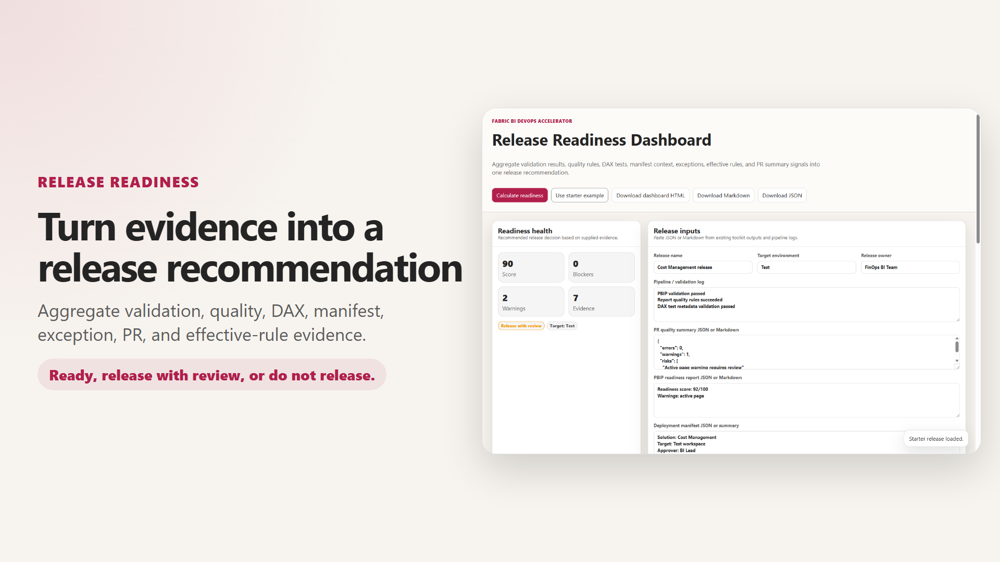 RELEASE READINESS
Turn evidence into a
release recommendation
Aggregate validation, quality, DAX, manifest,
exception, PR, and effective-rule evidence.
Ready, release with review, or do not release.
FABRIC BI DEVOPS ACCELERATOR
Release Readiness Dashboard
Aggregate validation results, quality rules, DAX tests, manifest context, exceptions, effective rules, and PR summary signals into
one release recommendation.
Calculate readiness
Use starter example
Download dashboard HTML
Download Markdown
Download JSON
Readiness health
Recommended release decision based on supplied evidence.
90
Score
0
Blockers
2
Warnings
7
Evidence
Release with review
Target: Test
Release inputs
Paste JSON or Markdown from existing toolkit outputs and pipeline logs.
Release name
Target environment
Release owner
Cost Management release
Test
FinOps BI Team
Pipeline / validation log
PBIP validation passed
Report quality rules succeeded
DAX test metadata validation passed
PR quality summary JSON or Markdown
{
"errors": 0,
"warnings": 1,
"risks": [
"Active page warning requires review"
PBIP readiness report JSON or Markdown
Readiness score: 92/100
Warnings: active page
Deployment manifest JSON or summary
Solution: Cost Management
Target: Test workspace
Approver: BI Lead
Starter release loaded.